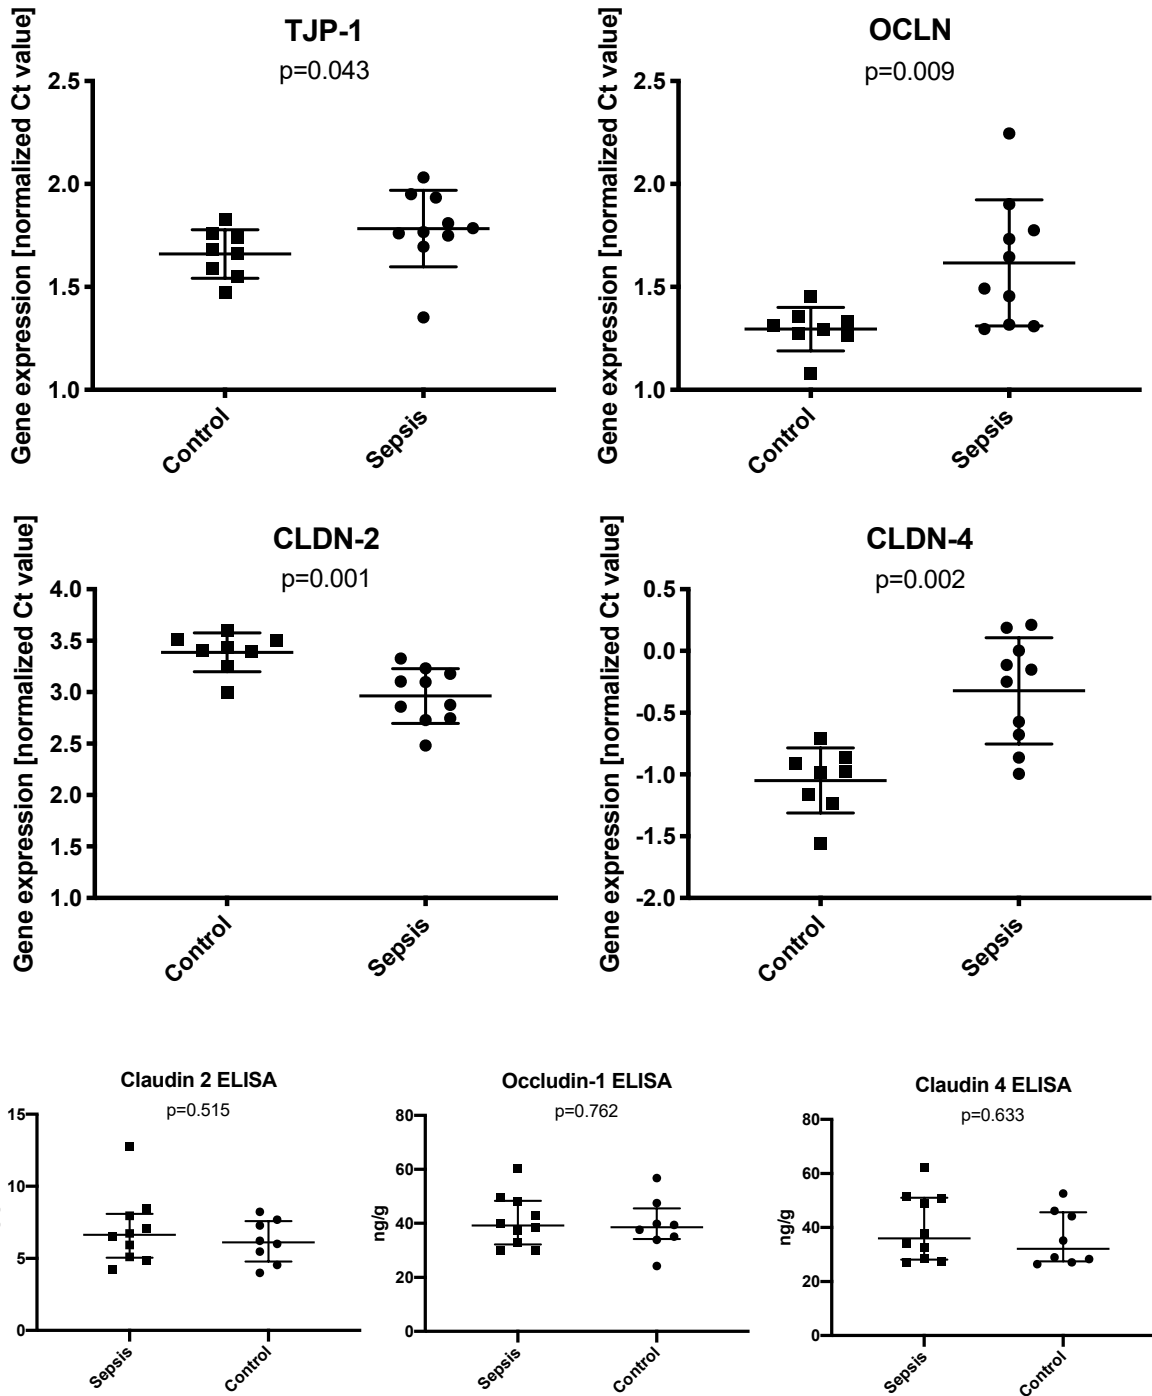 TJP-1
p=0.043
Gene expression [normalized Ct value]
2.5
2.0
1.5
1.0
Control
Sepsis
OCLN
p=0.009
Gene expression [normalized Ct value]
2.5
2.0
1.5
1.0
Control
Sepsis
CLDN-2
p=0.001
Gene expression [normalized Ct value]
4.0
3.5
3.0
2.5
2.0
1.5
1.0
Control
Sepsis
CLDN-4
p=0.002
Gene expression [normalized Ct value]
0.5
0.0
-0.5
-1.0
-1.5
-2.0
Control
Sepsis
Claudin 2 ELISA
p=0.515
15
10
5
0
Sepsis
Control
Occludin-1 ELISA
p=0.762
ng/g
80
60
40
20
0
Sepsis
Control
Claudin 4 ELISA
p=0.633
ng/g
80
60
40
20
0
Sepsis
Control